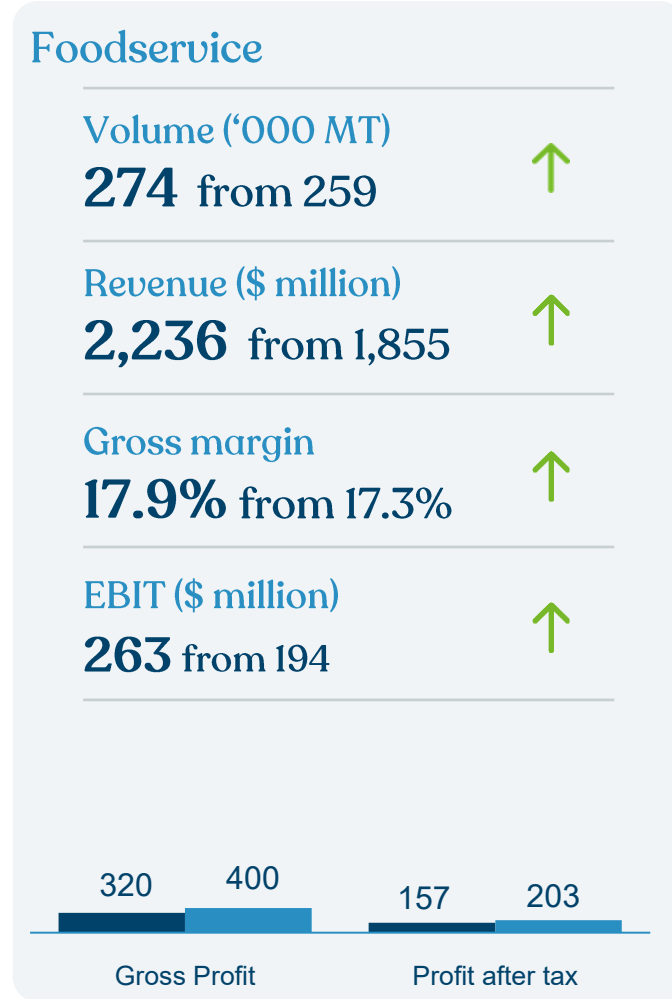 Foodservice
Volume (‘000 MT)
274 from 259
Revenue ($ million)
2,236 from 1,855
Gross margin
17.9% from 17.3%
EBIT ($ million)
263 from 194
320 400 157 203
Gross Profit Profit after tax